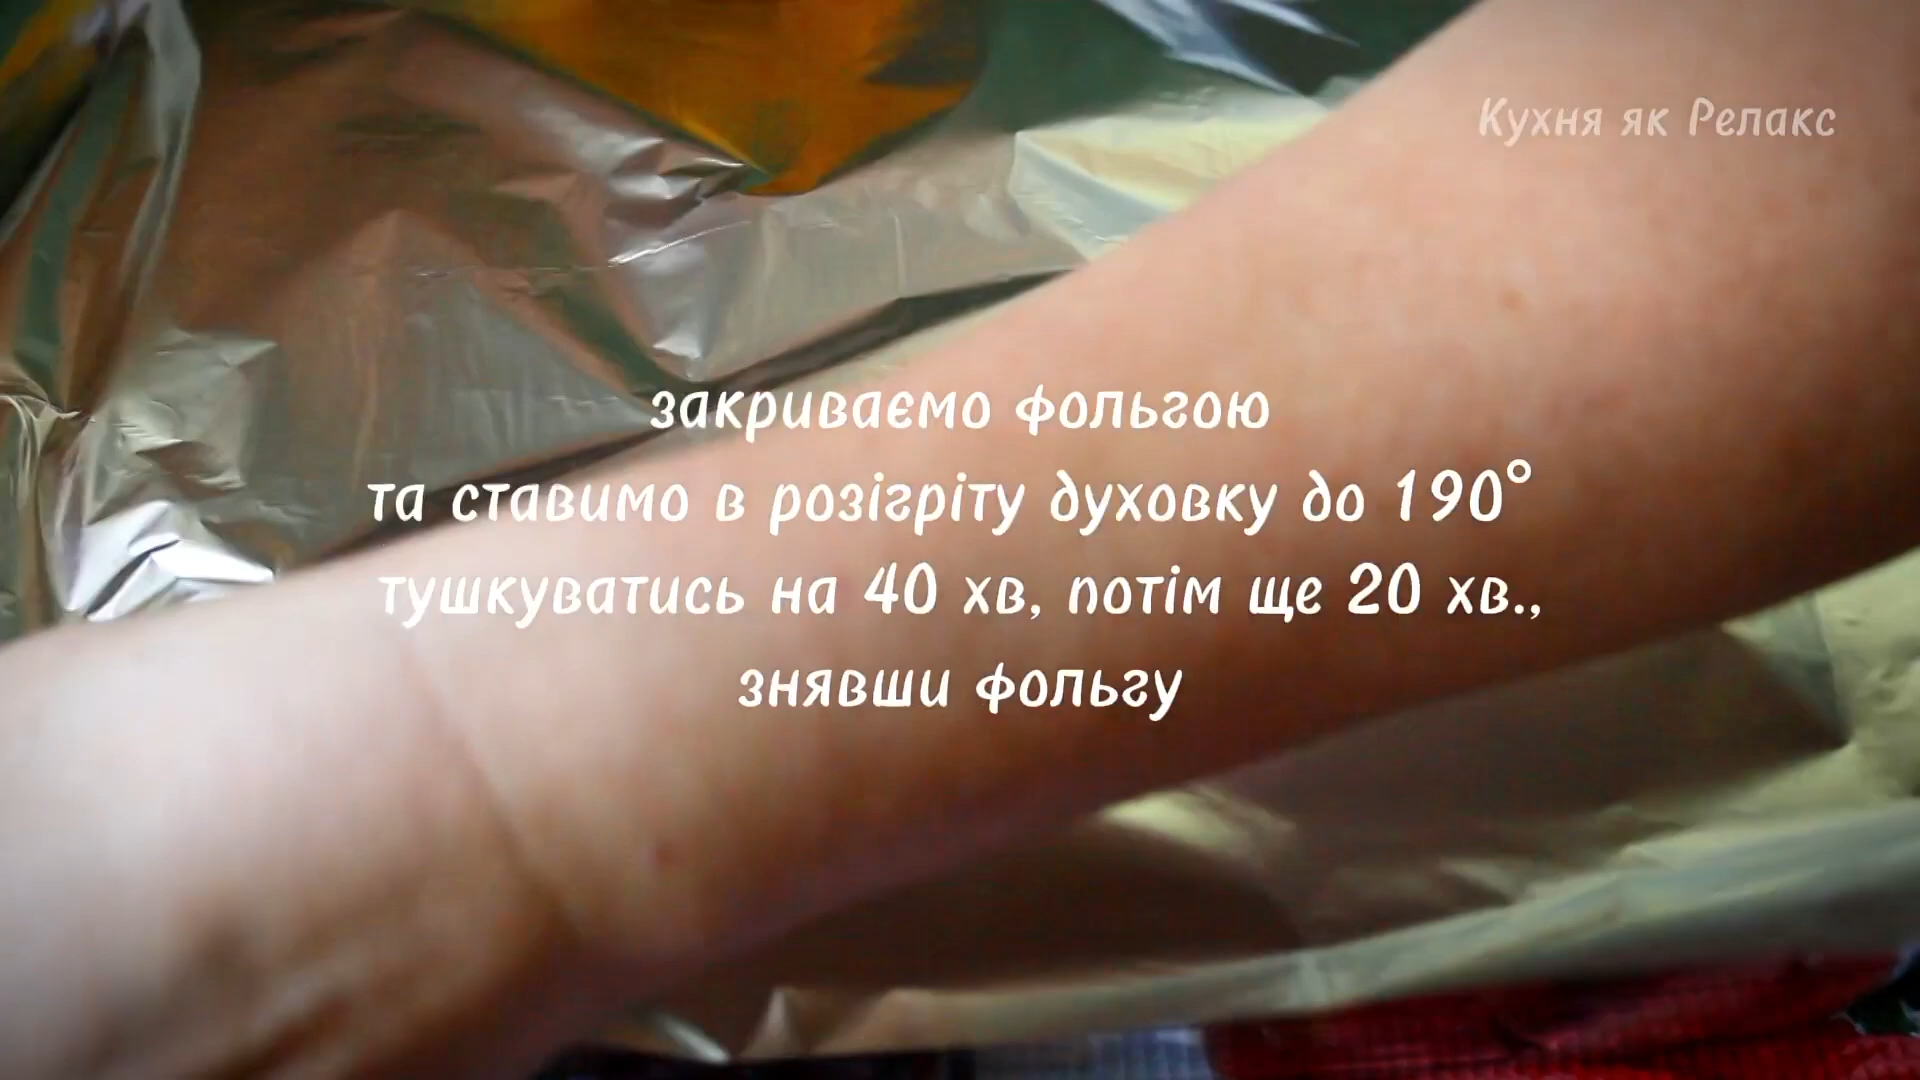 Кухня як Релакс
закриваємо фольгою
та ставимо в розігріту духовку до 190°
тушкуватись на 40 хв, потім ще 20 хв.,
знявши фольгу